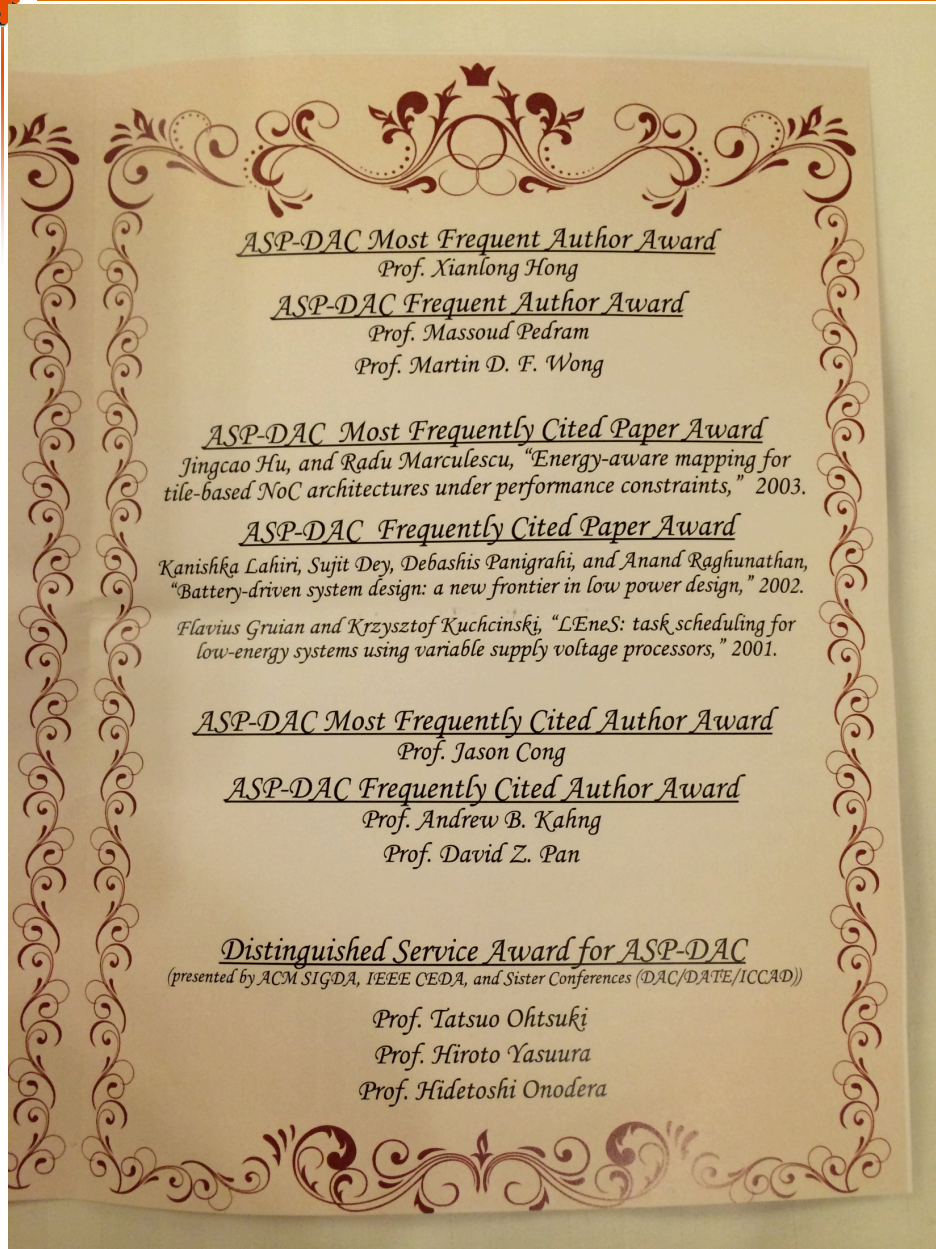 ASP-DAC Most Frequent Author Award
Prof. Xianlong Hong
ASP-DAC Frequent Author Award
Prof. Massoud Pedram
Prof. Martin D. F. Wong
ASP-DAC Most Frequently Cited Paper Award
Jingcao Hu, and Radu Marculescu, “Energy-aware mapping for
tile-based NoC architectures under performance constraints,” 2003.
ASP-DAC Frequently Cited Paper Award
Kanishka Lahiri, Sujit Dey, Debashis Panigrahi, and Anand Raghunathan,
“Battery-driven system design: a new frontier in low power design,” 2002.
Flavius Gruian and Krzysztof Kuchcinski, “LEneS: task scheduling for
low-energy systems using variable supply voltage processors,” 2001.
ASP-DAC Most Frequently Cited Author Award
Prof. Jason Cong
ASP-DAC Frequently Cited Author Award
Prof. Andrew B. Kahng
Prof. David Z. Pan
Distinguished Service Award for ASP-DAC
(presented by ACM SIGDA, IEEE CEDA, and Sister Conferences (DAC/DATE/ICCAD))
Prof. Tatsuo Ohtsuki
Prof. Hiroto Yasuura
Prof. Hidetoshi Onodera